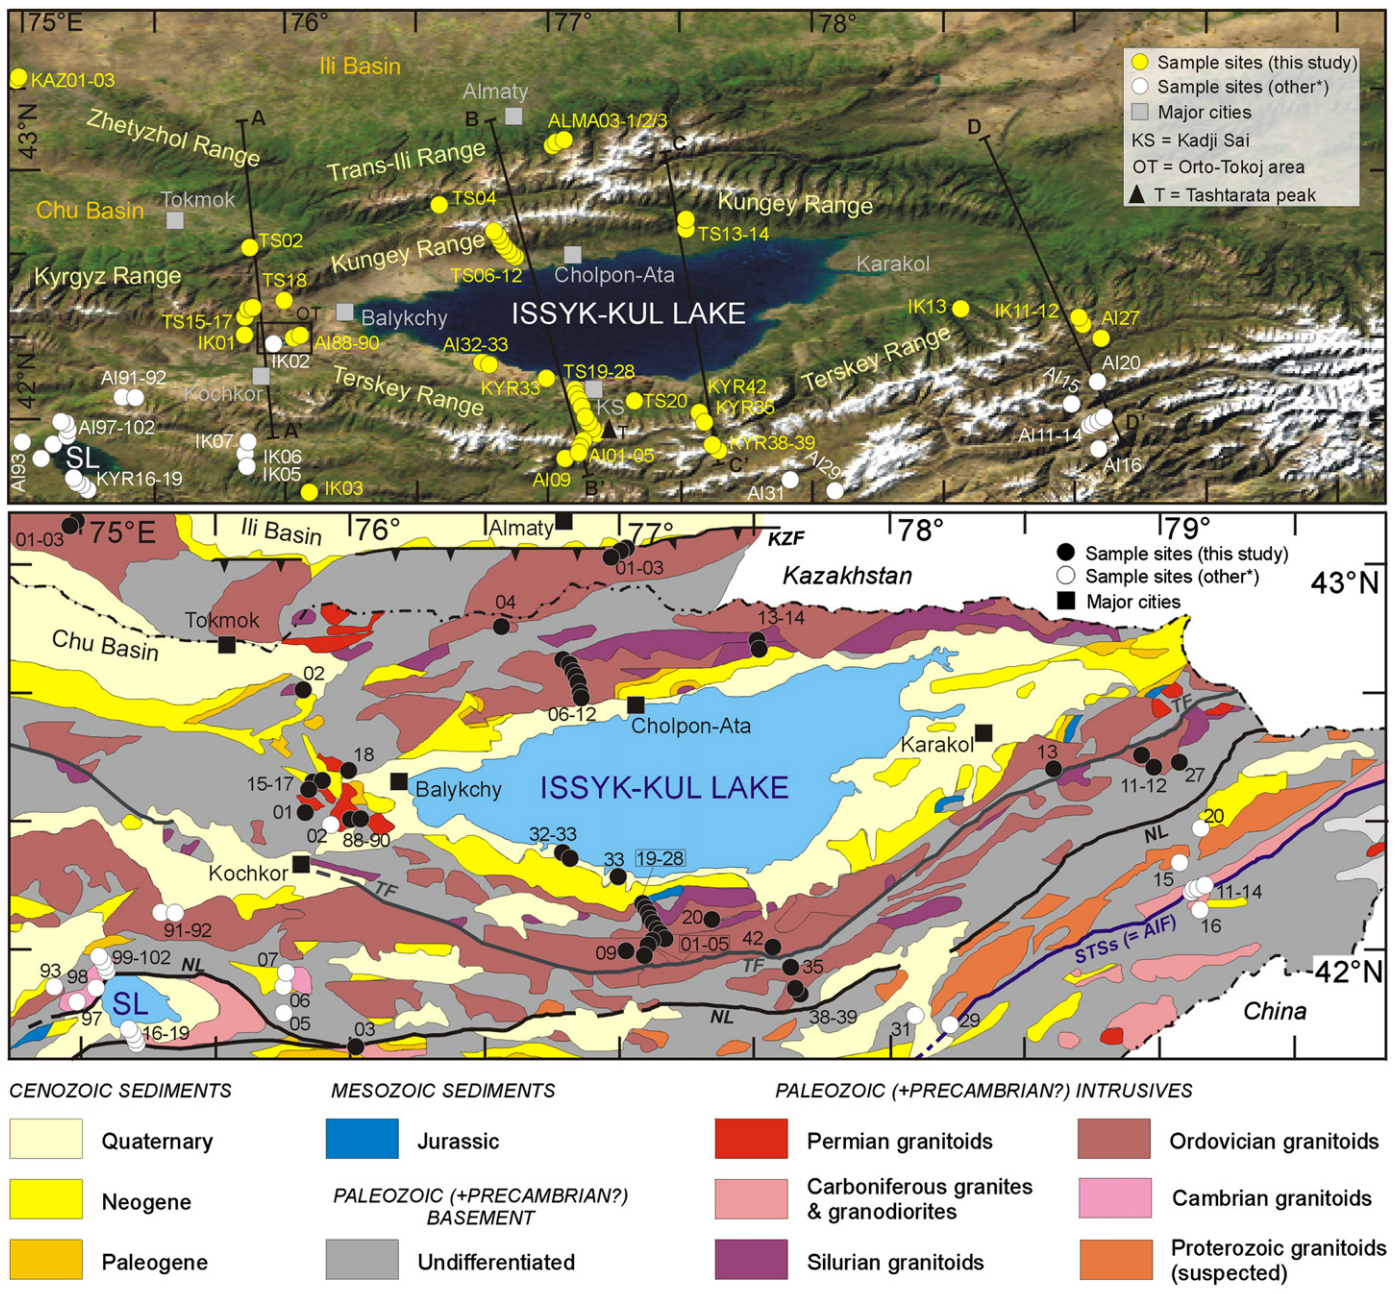 75°E
76°
77°
78°
Ili Basin
KAZ01-03
Almaty
Sample sites (this study)
Sample sites (other*)
Major cities
KS = Kadji Sai
OT = Orto-Tokoj area
T = Tashtarata peak
43°N
Zhetyzhol Range
A
B
ALMA03-1/2/3
C
D
Trans-Ili Range
Tokmok
Chu Basin
TS04
Kungey Range
TS02
TS13-14
Kungey Range
Kyrgyz Range
TS18
TS06-12
Cholpon-Ata
Karakol
TS15-17
OT
Balykchy
ISSYK-KUL LAKE
IK13
IK11-12
AI27
IK01
IK02
AI88-90
AI32-33
Terskey Range
AI20
42°N
AI91-92
Kochkor
Terskey Range
KYR33
TS19-28
KS
TS20
KYR42
KYR35
AI15
AI97-102
A'
IK07
T
D'
AI11-14
AI93
SL
IK06
IK05
AI01-05
KYR38-39
C'
AI29
AI16
KYR16-19
IK03
AI09
B'
AI31
01-03
75°E
Ili Basin
76°
Almaty
77°
KZF
78°
79°
Sample sites (this study)
Sample sites (other*)
Major cities
01-03
Kazakhstan
43°N
Tokmok
04
13-14
Chu Basin
02
06-12
Cholpon-Ata
TF
Karakol
18
15-17
Balykchy
ISSYK-KUL LAKE
13
11-12
27
01
02
88-90
20
NL
32-33
19-28
33
Kochkor
TF
15
11-14
91-92
20
16
09
01-05
42
TF
STSs (= AIF)
99-102
NL
07
35
42°N
93
98
SL
06
97
05
16-19
03
NL
38-39
31
29
China
CENOZOIC SEDIMENTS
MESOZOIC SEDIMENTS
PALEOZOIC (+PRECAMBRIAN?) INTRUSIVES
Quaternary
Jurassic
Permian granitoids
Ordovician granitoids
Neogene
PALEOZOIC (+PRECAMBRIAN?)
BASEMENT
Carboniferous granites
& granodiorites
Cambrian granitoids
Paleogene
Undifferentiated
Silurian granitoids
Proterozoic granitoids
(suspected)